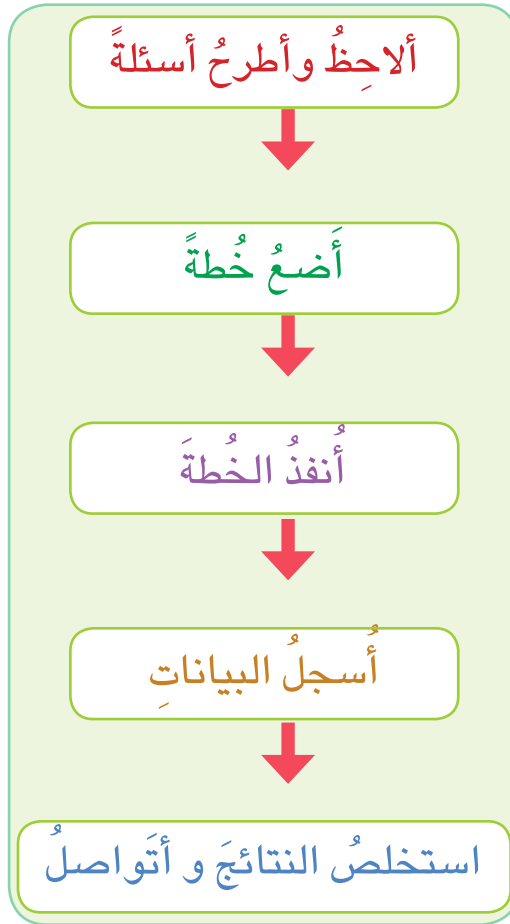 ألاحِظُ وأطرحُ أسئلةً
أَضعُ خُطةً
أُنفذُ الخُطةَ
أُسجلُ البياناتِ
استخلصُ النتائجَ و أتَواصلُ